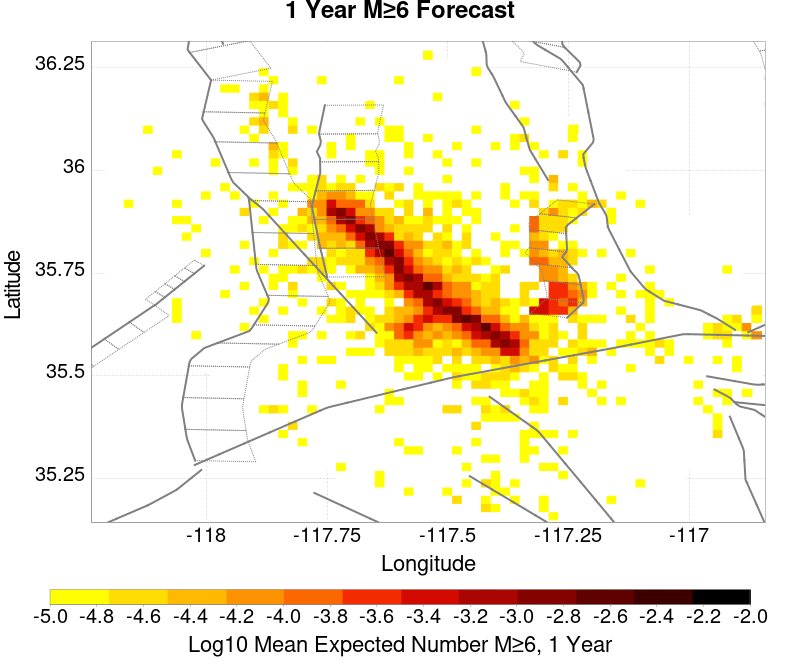 1 Year M≥6 Forecast
36.25
36
35.75
35.5
35.25
Latitude
-118
-117.75
-117.5
-117.25
-117
Longitude
-5.0 -4.8 -4.6 -4.4 -4.2 -4.0 -3.8 -3.6 -3.4 -3.2 -3.0 -2.8 -2.6 -2.4 -2.2 -2.0
Log10 Mean Expected Number M≥6, 1 Year